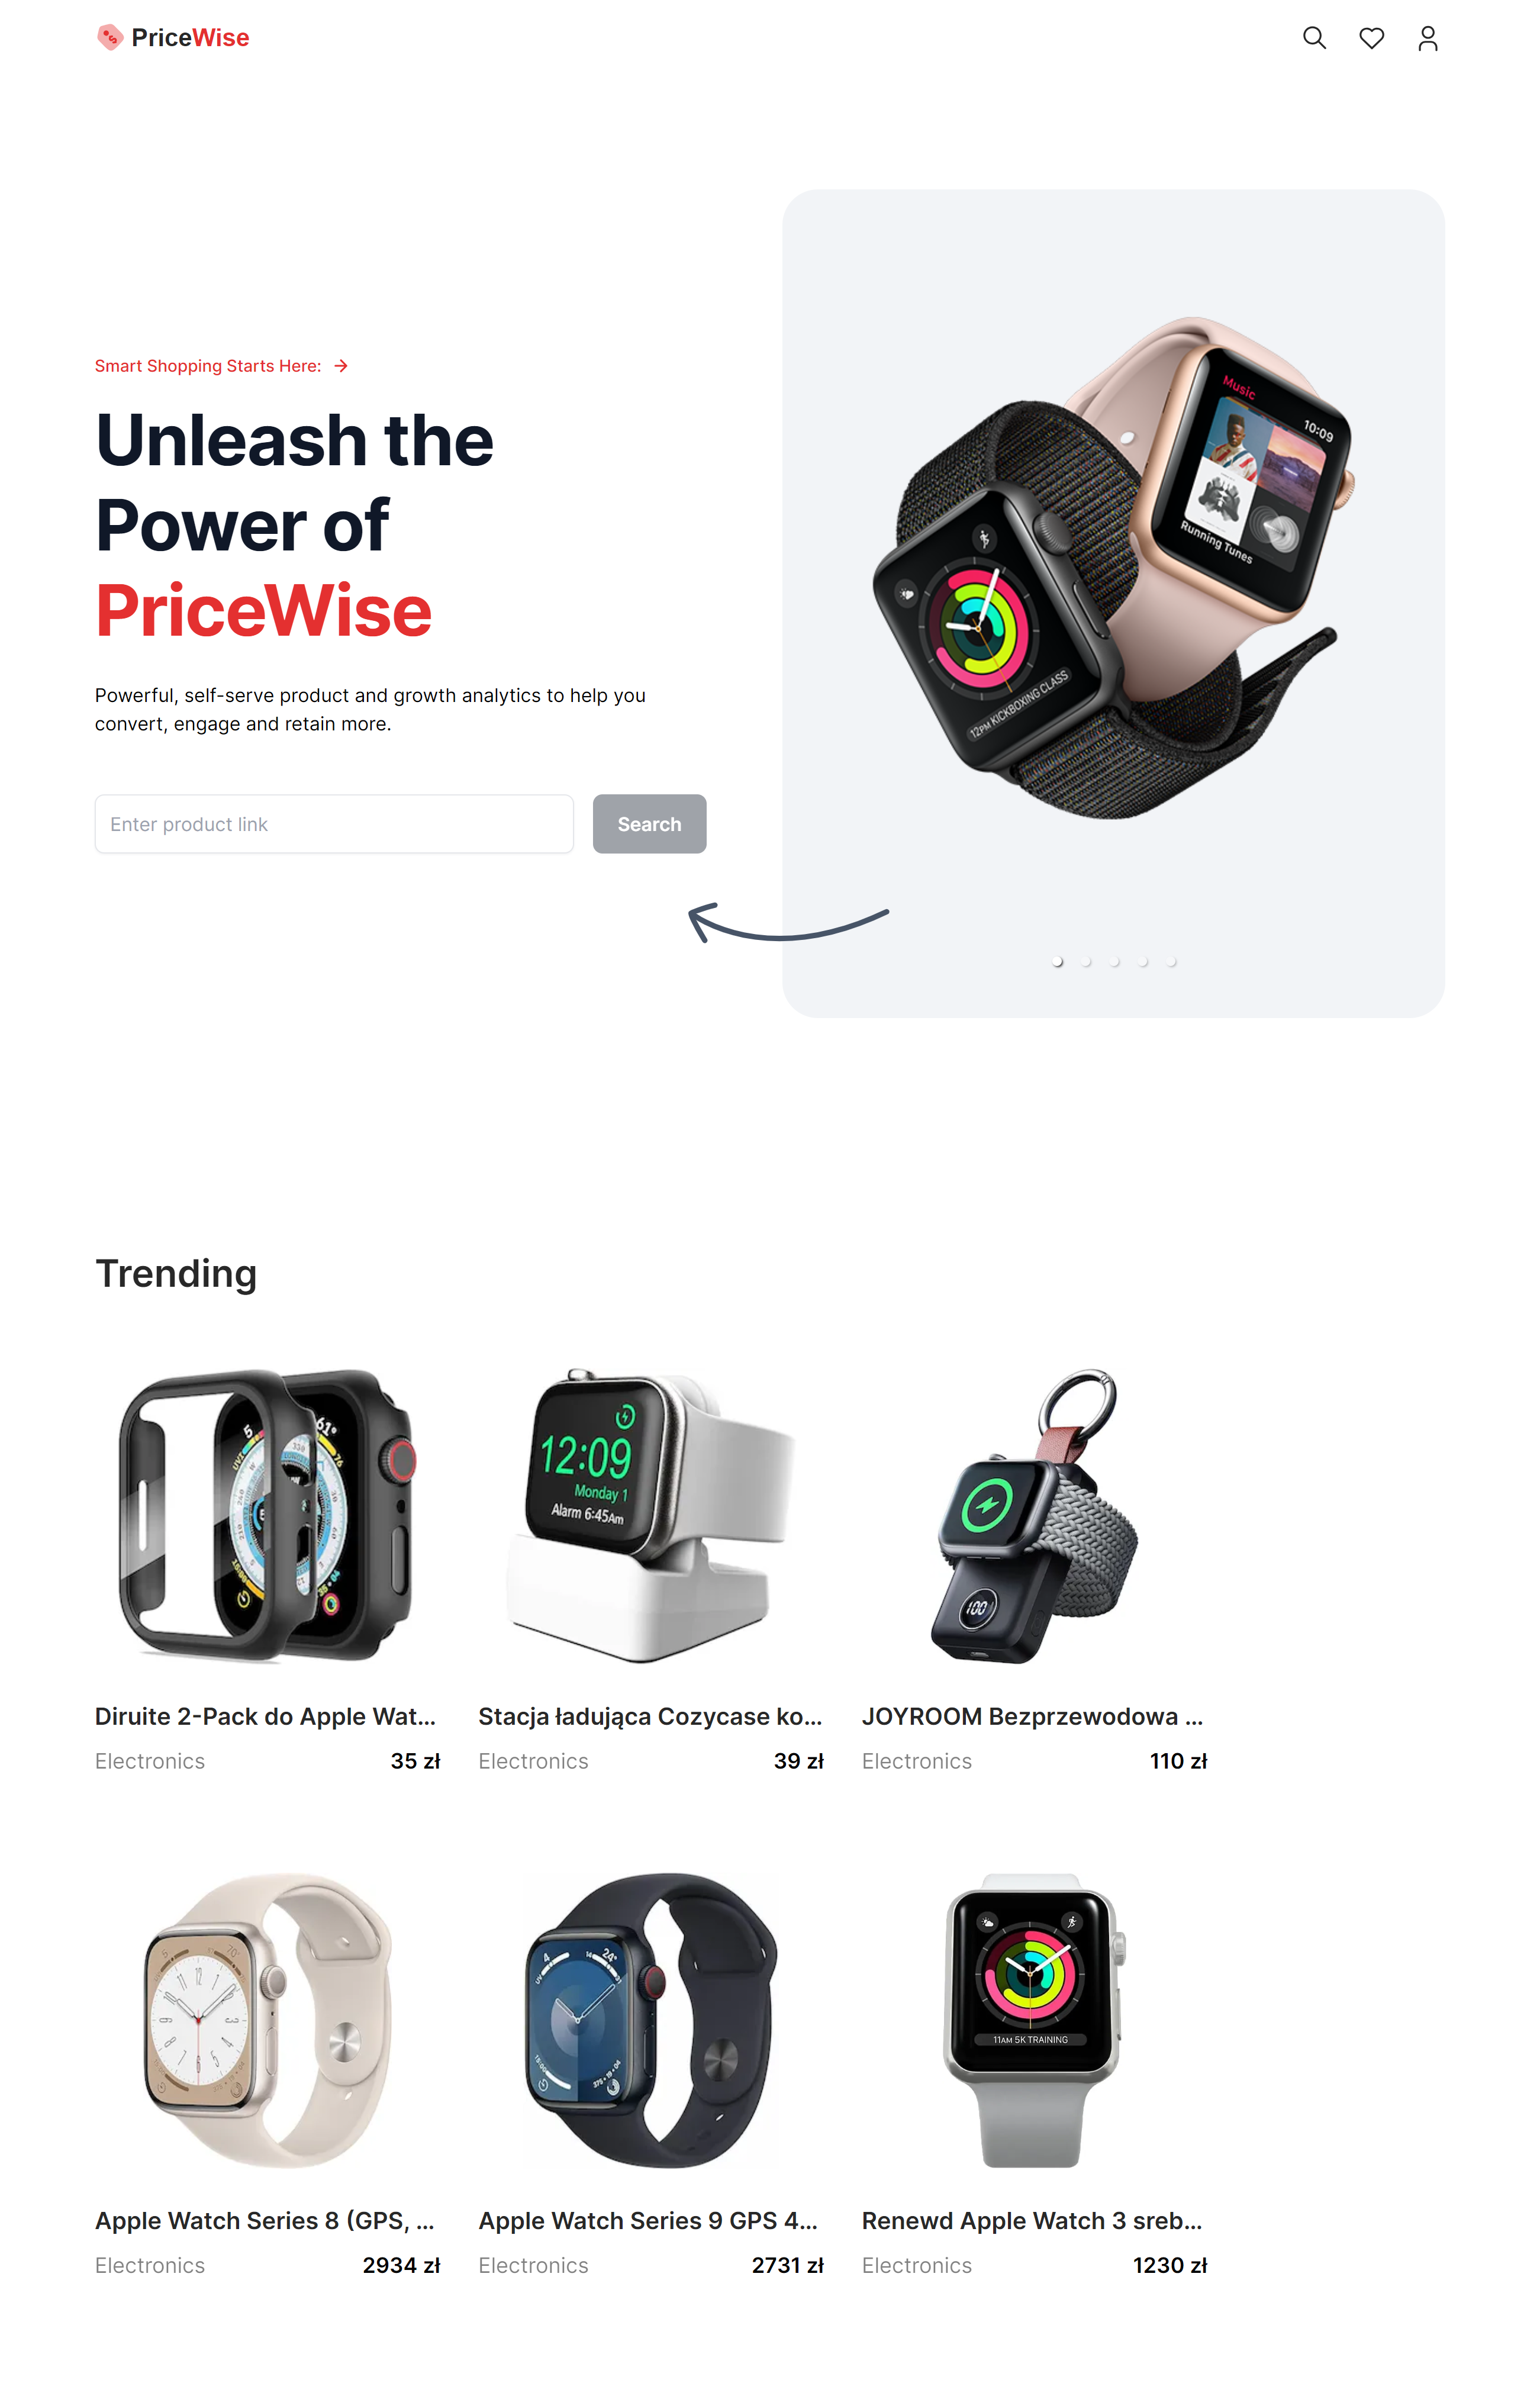 PriceWise
Smart Shopping Starts Here:
Unleash the
Power of
PriceWise
Powerful, self-serve product and growth analytics to help you
convert, engage and retain more.
Enter product link
Search
Music
10:09
Running Tunes
12PM KICKBOXING CLASS
Trending
12:09
Monday 1
Alarm 6:45Am
100
Diruite 2-Pack do Apple Wat...
Electronics
35 zł
Stacja ładująca Cozycase ko...
Electronics
39 zł
JOYROOM Bezprzewodowa ...
Electronics
110 zł
11AM 5K TRAINING
Apple Watch Series 8 (GPS, ...
Electronics
2934 zł
Apple Watch Series 9 GPS 4...
Electronics
2731 zł
Renewd Apple Watch 3 sreb...
Electronics
1230 zł